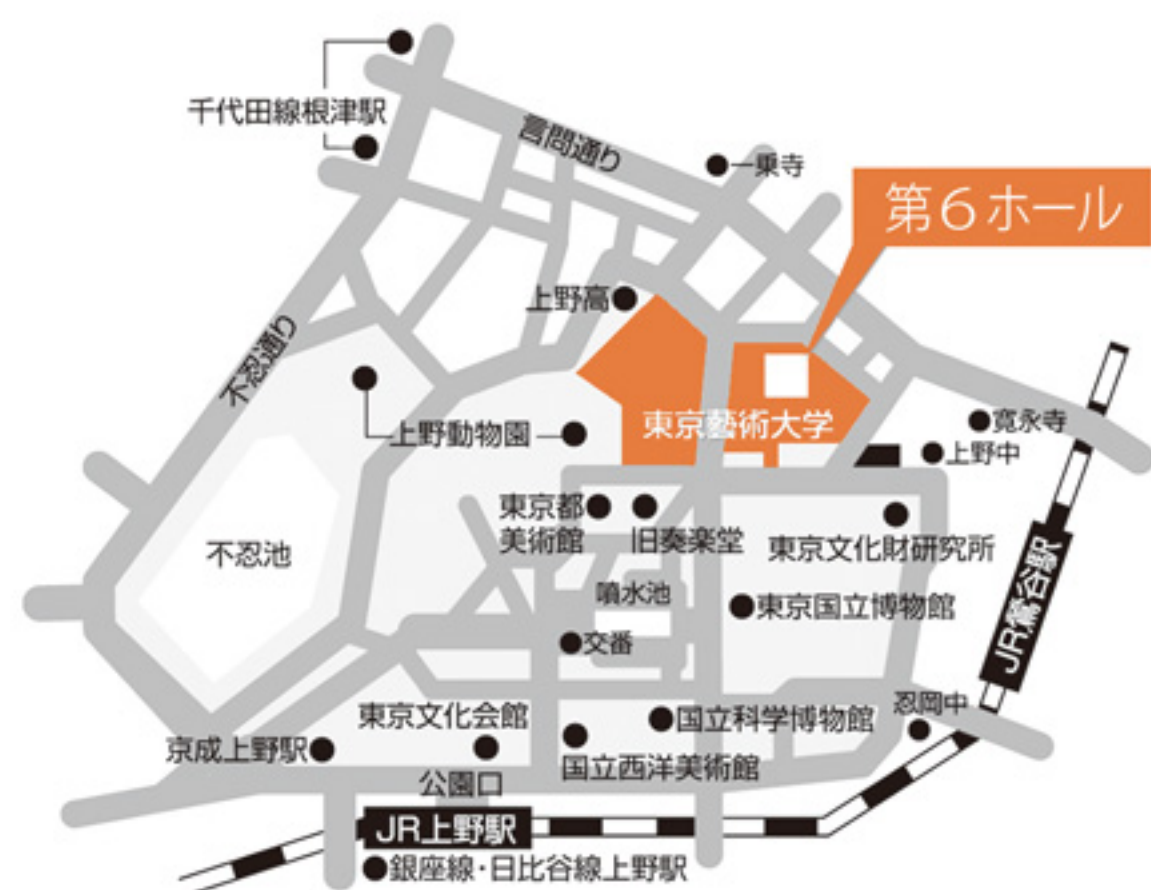 千代田線根津駅
言問通り
一乗寺
第6ホール
上野高
不忍通り
上野動物園
東京藝術大学
寛永寺
上野中
東京都
美術館
旧奏楽堂
東京文化財研究所
不忍池
噴水池
東京国立博物館
JR鶯谷駅
交番
忍岡中
東京文化会館
国立科学博物館
京成上野駅
国立西洋美術館
公園口
JR上野駅
銀座線・日比谷線上野駅